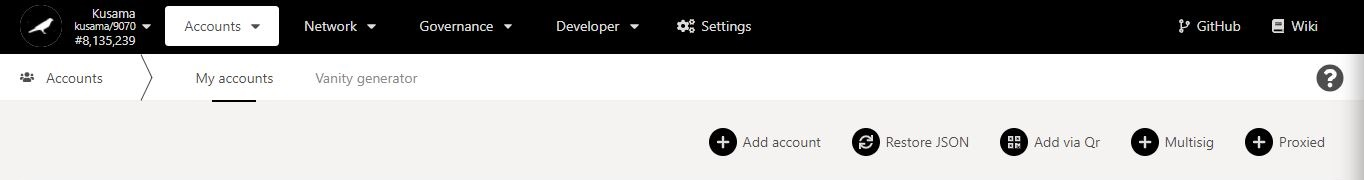 Kusama
kusama/9070
#8,135,239
Accounts Network Governance Developer Settings GitHub Wiki
Accounts My accounts Vanity generator ?
Add account Restore JSON Add via Qr Multisig Proxied